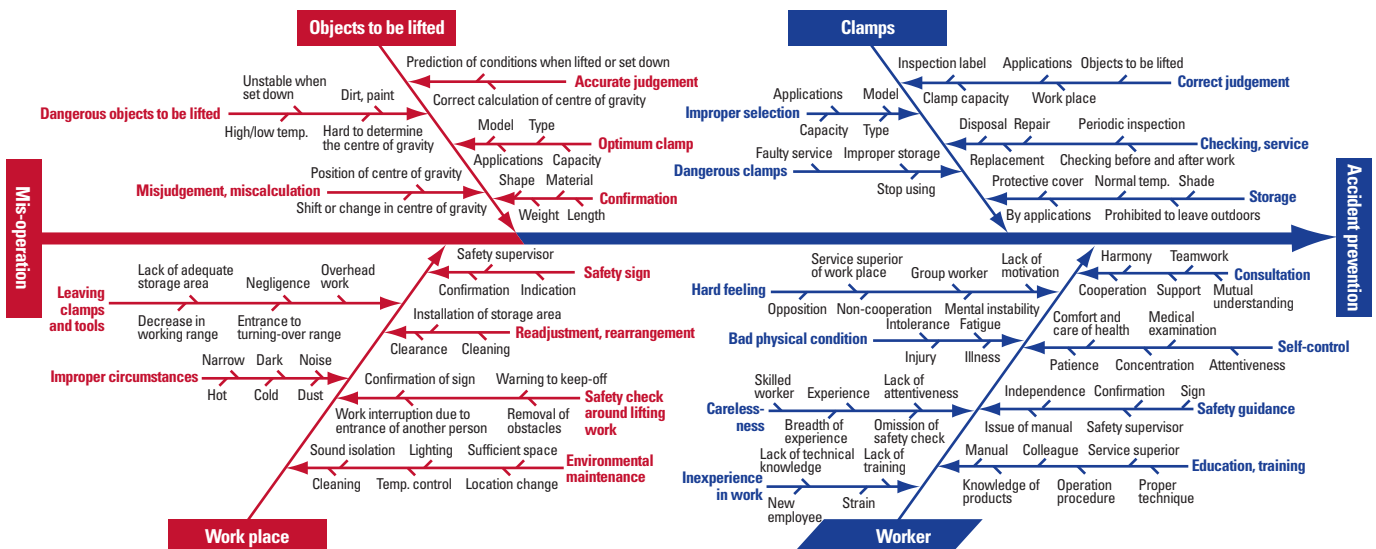 Objects to be lifted
Prediction of conditions when lifted or set down
Accurate judgement
Correct calculation of centre of gravity
Unstable when
set down
Dirt, paint
Dangerous objects to be lifted
High/low temp.
Hard to determine
the centre of gravity
Model
Type
Optimum clamp
Applications
Capacity
Position of centre of gravity
Misjudgement, miscalculation
Shift or change in centre of gravity
Shape
Material
Confirmation
Weight
Length
Clamps
Inspection label
Applications
Objects to be lifted
Correct judgement
Clamp capacity
Work place
Applications
Model
Improper selection
Capacity
Type
Disposal
Repair
Periodic inspection
Checking, service
Replacement
Checking before and after work
Faulty service
Improper storage
Dangerous clamps
Stop using
Protective cover
Normal temp.
Shade
Storage
By applications
Prohibited to leave outdoors
Mis-operation
Accident prevention
Safety supervisor
Safety sign
Confirmation
Indication
Lack of adequate
storage area
Negligence
Overhead
work
Leaving
clamps
and tools
Decrease in
working range
Entrance to
turning-over range
Installation of storage area
Readjustment, rearrangement
Clearance
Cleaning
Narrow
Dark
Noise
Improper circumstances
Hot
Cold
Dust
Confirmation of sign
Warning to keep-off
Safety check
around lifting
work
Work interruption due to
entrance of another person
Removal of
obstacles
Sound isolation
Lighting
Sufficient space
Environmental
maintenance
Cleaning
Temp. control
Location change
Work place
Service superior
of work place
Group worker
Lack of
motivation
Hard feeling
Opposition
Non-cooperation
Mental instability
Harmony
Teamwork
Consultation
Cooperation
Support
Mutual
understanding
Intolerance
Fatigue
Bad physical condition
Injury
Illness
Comfort and
care of health
Medical
examination
Self-control
Patience
Concentration
Attentiveness
Skilled
worker
Experience
Lack of
attentiveness
Careless-
ness
Breadth of
experience
Omission of
safety check
Independence
Confirmation
Sign
Safety guidance
Issue of manual
Safety supervisor
Lack of technical
knowledge
Lack of
training
Inexperience
in work
New
employee
Strain
Manual
Colleague
Service superior
Education, training
Knowledge of
products
Operation
procedure
Proper
technique
Worker